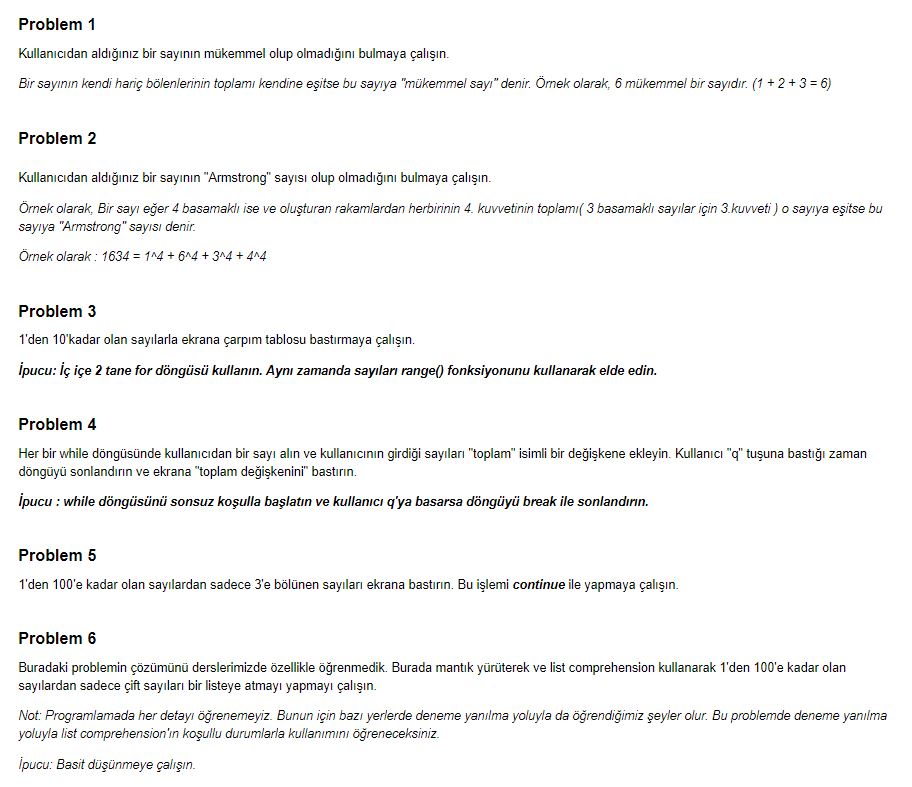 Problem 1
Kullanıcıdan aldığınız bir sayının mükemmel olup olmadığını bulmaya çalışın.
Bir sayının kendi hariç bölenlerinin toplamı kendine eşitse bu sayıya "mükemmel sayı" denir. Örnek olarak, 6 mükemmel bir sayıdır. (1 + 2 + 3 = 6)
Problem 2
Kullanıcıdan aldığınız bir sayının "Armstrong" sayısı olup olmadığını bulmaya çalışın.
Örnek olarak, Bir sayı eğer 4 basamaklı ise ve oluşturan rakamlardan herbirinin 4. kuvvetinin toplamı( 3 basamaklı sayılar için 3.kuvveti ) o sayıya eşitse bu
sayıya "Armstrong" sayısı denir.
Örnek olarak : 1634 = 1^4 + 6^4 + 3^4 + 4^4
Problem 3
1'den 10'kadar olan sayılarla ekrana çarpım tablosu bastırmaya çalışın.
İpucu: İç içe 2 tane for döngüsü kullanın. Aynı zamanda sayıları range() fonksiyonunu kullanarak elde edin.
Problem 4
Her bir while döngüsünde kullanıcıdan bir sayı alın ve kullanıcının girdiği sayıları "toplam" isimli bir değişkene ekleyin. Kullanıcı "q" tuşuna bastığı zaman
döngüyü sonlandırın ve ekrana "toplam değişkenini" bastırın.
İpucu : while döngüsünü sonsuz koşulla başlatın ve kullanıcı q'ya basarsa döngüyü break ile sonlandırın.
Problem 5
1'den 100'e kadar olan sayılardan sadece 3'e bölünen sayıları ekrana bastırın. Bu işlemi continue ile yapmaya çalışın.
Problem 6
Buradaki problemin çözümünü derslerimizde özellikle öğrenmedik. Burada mantık yürüterek ve list comprehension kullanarak 1'den 100'e kadar olan
sayılardan sadece çift sayıları bir listeye atmayı yapmayı çalışın.
Not: Programlamada her detayı öğrenemeyiz. Bunun için bazı yerlerde deneme yanılma yoluyla da öğrendiğimiz şeyler olur. Bu problemde deneme yanılma
yoluyla list comprehension'ın koşullu durumlarla kullanımını öğreneceksiniz.
İpucu: Basit düşünmeye çalışın.